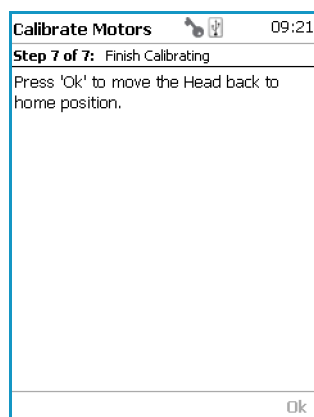 Calibrate Motors 09:21
Step 7 of 7: Finish Calibrating
Press 'Ok' to move the Head back to
home position.
Ok